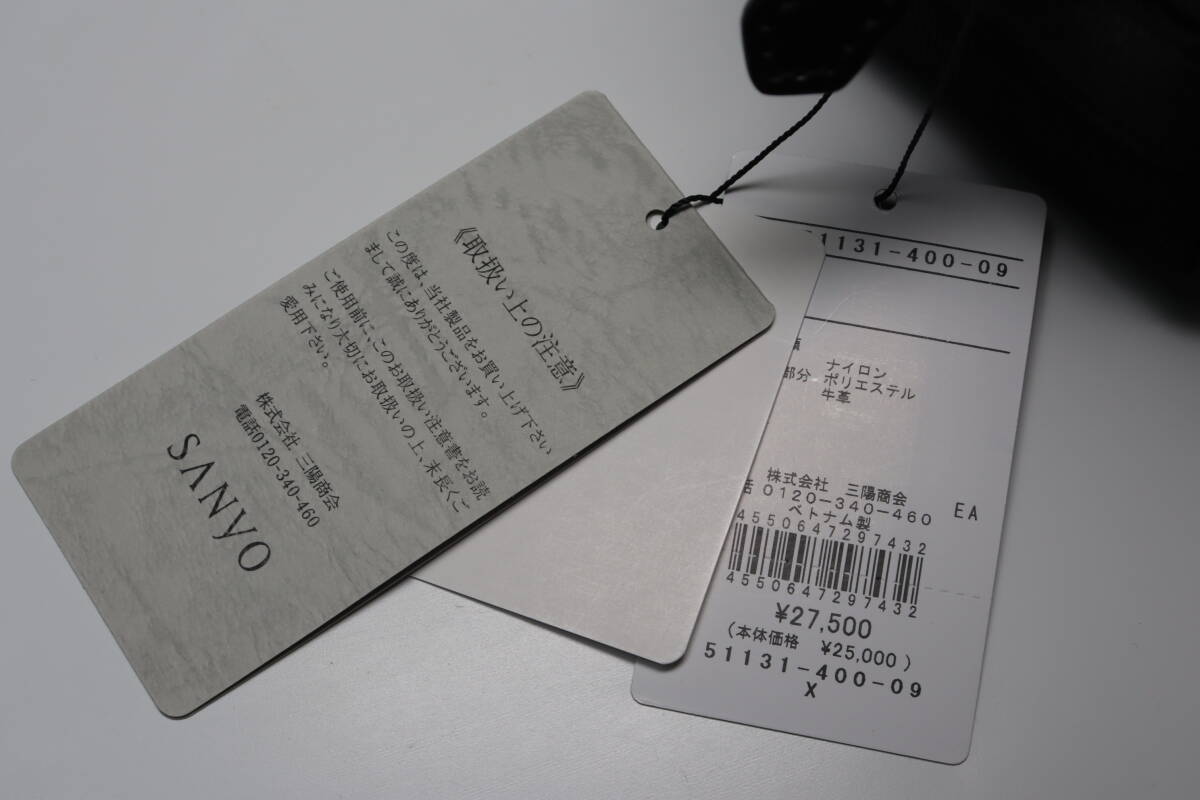 《取扱い上の注意》
この度は、当社製品をお買い上げ下さい
まして誠にありがとうございます。
ご使用前に、このお取扱い注意書をお読
みになり大切にお取扱いの上、末長くご
愛用下さい。
株式会社 三陽商会
電話0120-340-460
SANYO
1131-400-09
ナイロン
部分 ポリエステル
牛革
株式会社 三陽商会 EA
話 0120-340-460
ベトナム製
4550647297432
4550647297432
¥27,500
(本体価格 ¥25,000)
51131-400-09
X